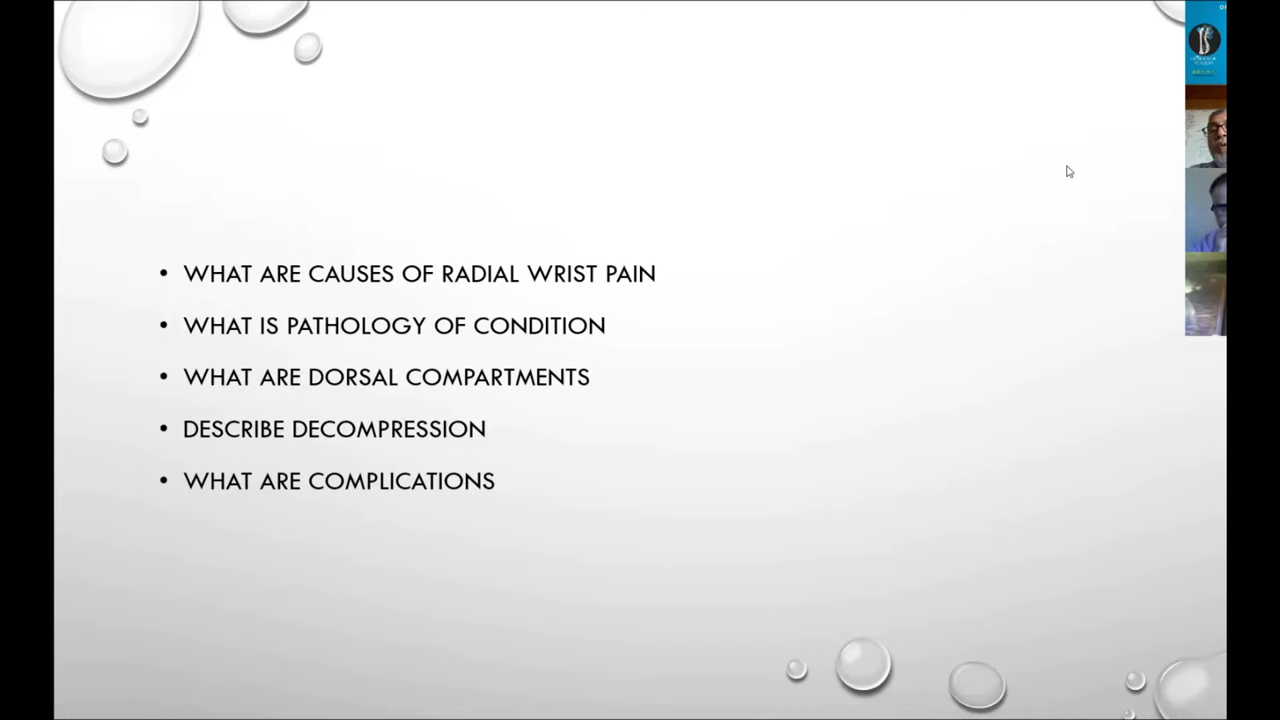 • WHAT ARE CAUSES OF RADIAL WRIST PAIN
• WHAT IS PATHOLOGY OF CONDITION
• WHAT ARE DORSAL COMPARTMENTS
• DESCRIBE DECOMPRESSION
• WHAT ARE COMPLICATIONS